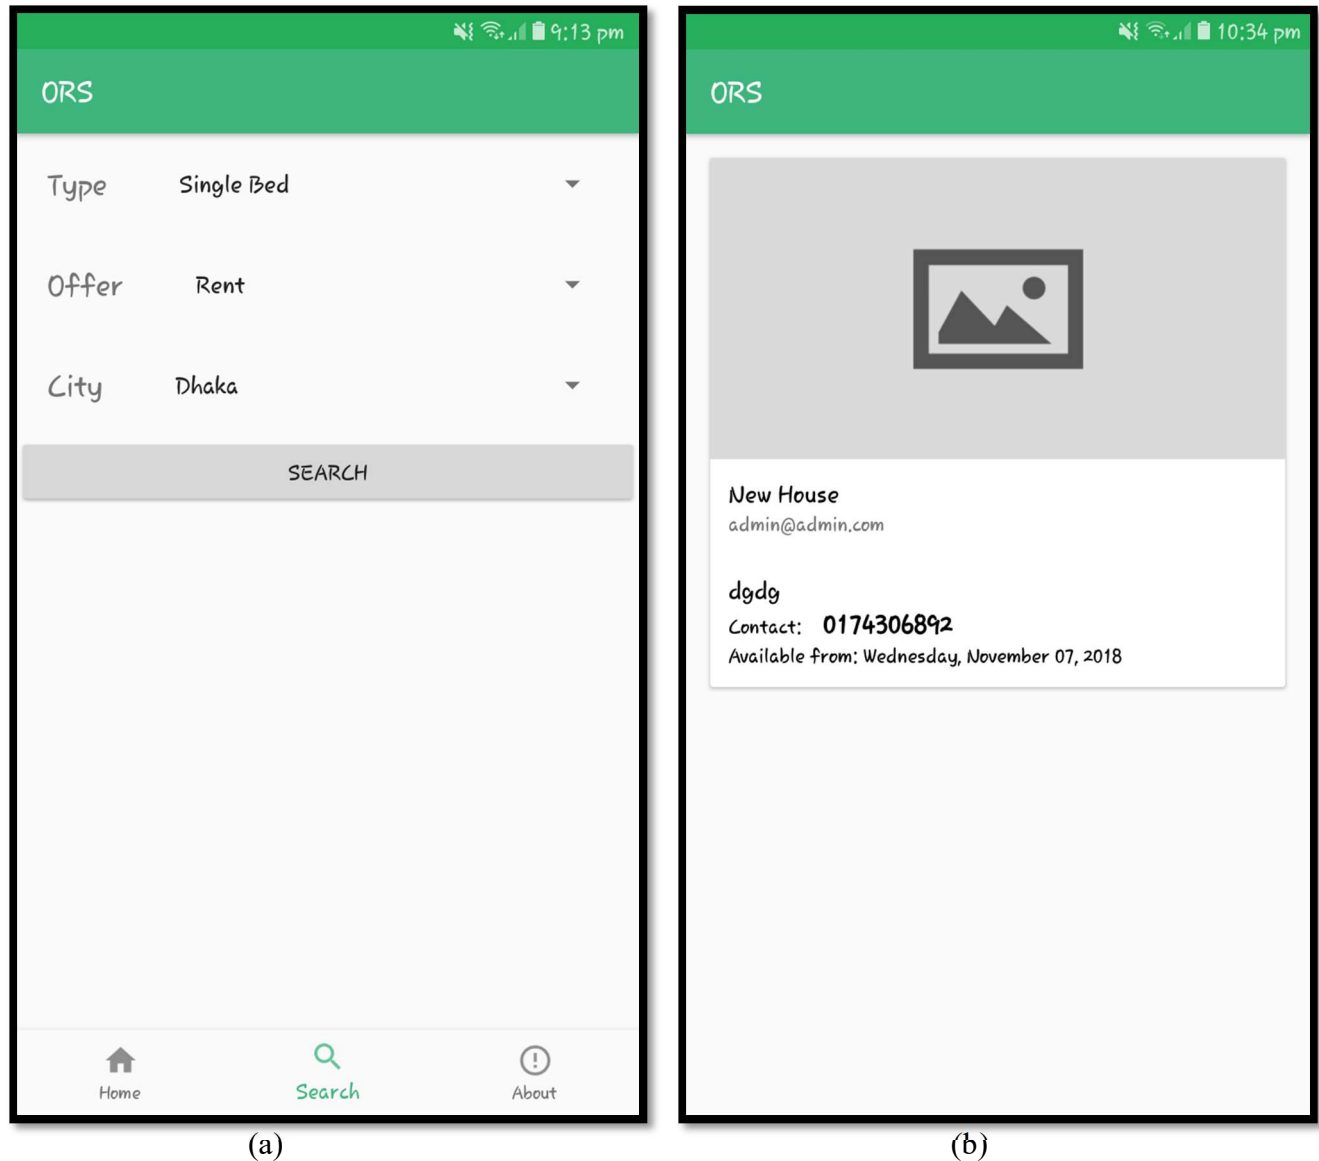 9:13 pm
ORS
Type Single Bed
Offer Rent
City Dhaka
SEARCH
Home Search About
(a)
10:34 pm
ORS
New House
admin@admin.com
dgdg
Contact: 0174306892
Available from: Wednesday, November 07, 2018
(b)